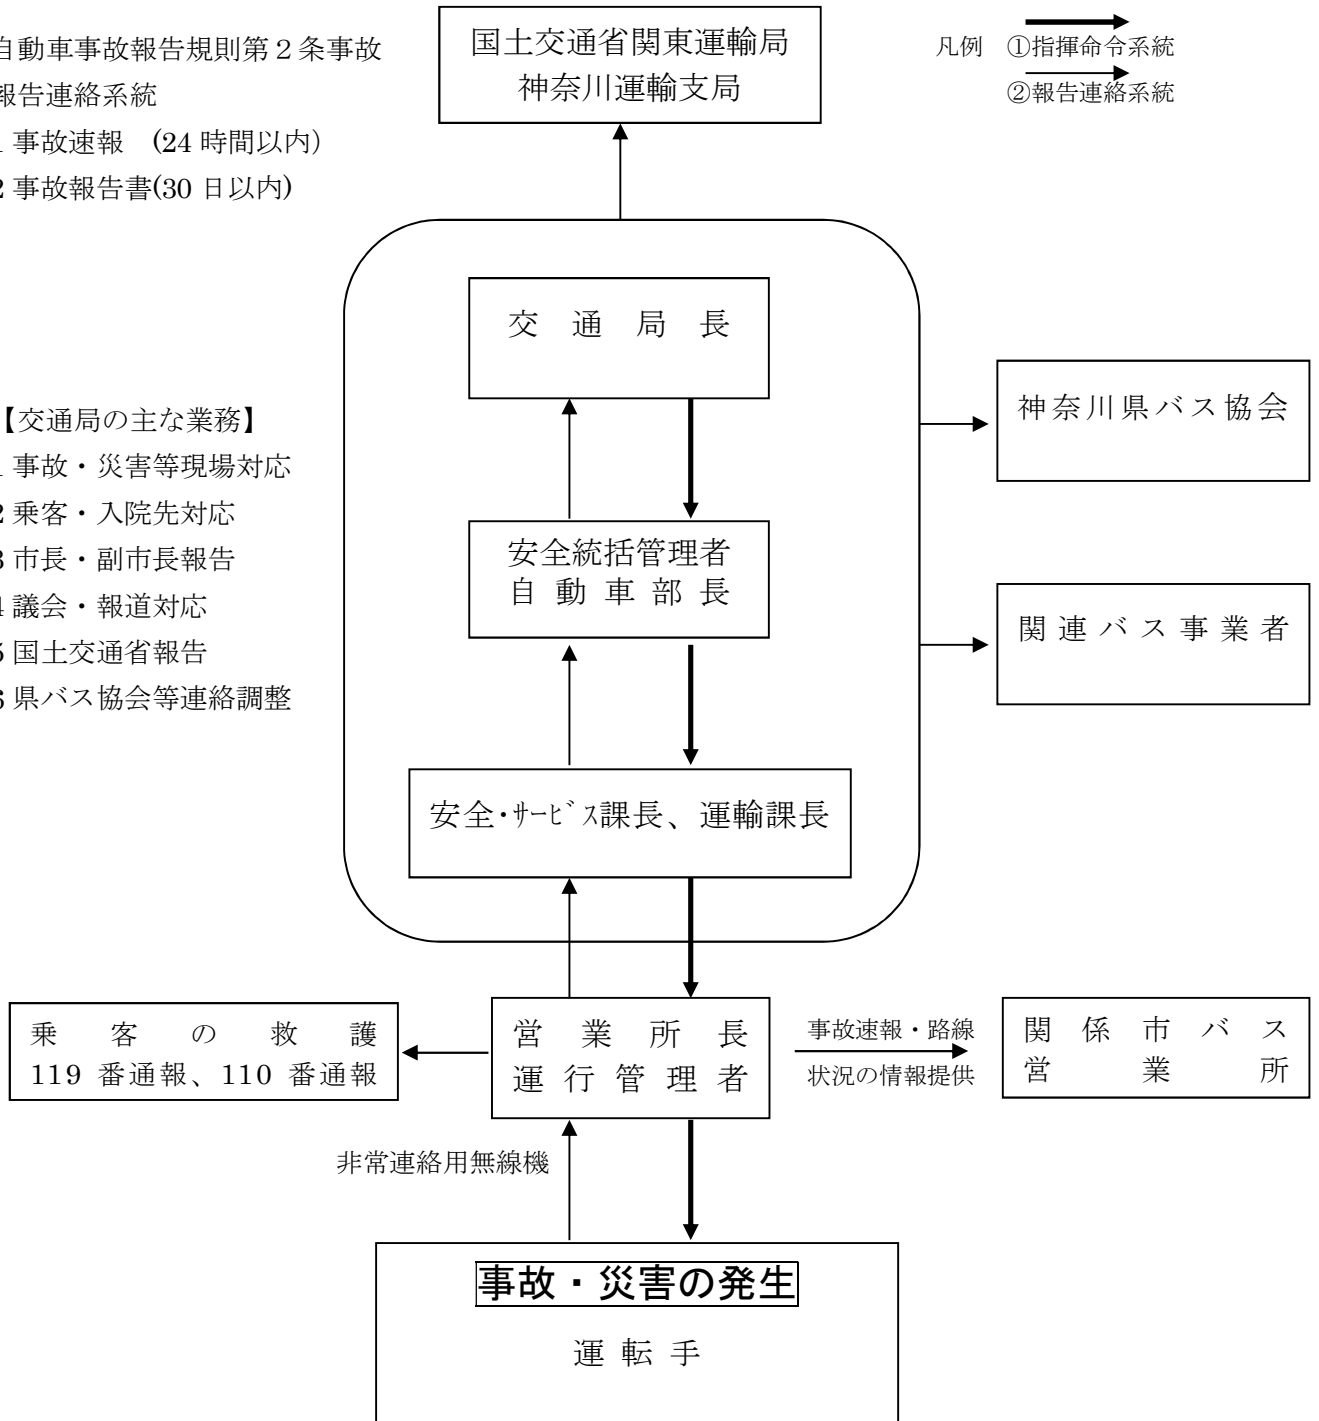 自動車事故報告規則第２条事故
報告連絡系統
1 事故速報　(24 時間以内）
2 事故報告書(30 日以内)
国土交通省関東運輸局
神奈川運輸支局
凡例　①指揮命令系統
②報告連絡系統
交　通　局　長
【交通局の主な業務】
1 事故・災害等現場対応
2 乗客・入院先対応
3 市長・副市長報告
4 議会・報道対応
5 国土交通省報告
6 県バス協会等連絡調整
神奈川県バス協会
安全統括管理者
自 動 車 部 長
関 連 バ ス 事 業 者
安全・ｻｰﾋﾞｽ課長、運輸課長
乗　客　の　救　護
119 番通報、110 番通報
営　業　所　長
運 行 管 理 者
事故速報・路線
状況の情報提供
関 係 市 バ ス
営　業　所
非常連絡用無線機
事故・災害の発生
運 転 手